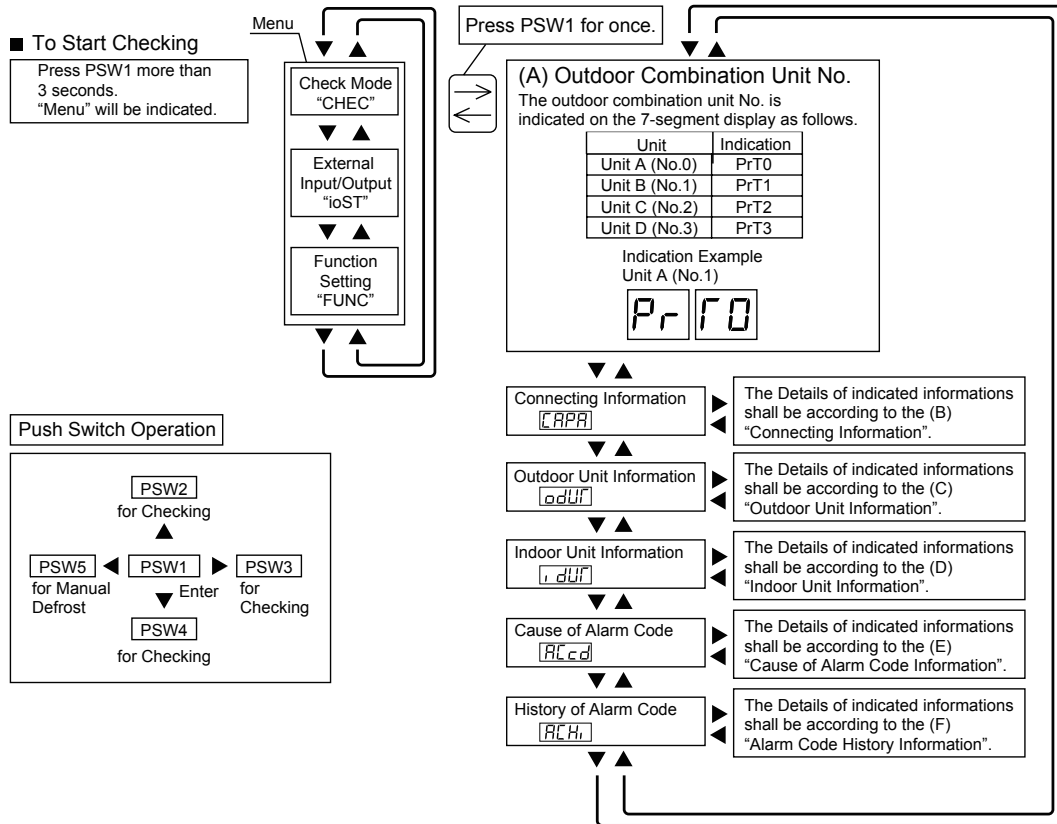 ■ To Start Checking
Press PSW1 more than
3 seconds.
“Menu” will be indicated.
Menu
Check Mode
“CHEC”
External
Input/Output
“ioST”
Function
Setting
“FUNC”
Push Switch Operation
PSW2
for Checking
PSW5
for Manual
Defrost
PSW1
Enter
PSW3
for
Checking
PSW4
for Checking
Press PSW1 for once.
(A) Outdoor Combination Unit No.
The outdoor combination unit No. is
indicated on the 7-segment display as follows.
Unit Indication
Unit A (No.0) PrT0
Unit B (No.1) PrT1
Unit C (No.2) PrT2
Unit D (No.3) PrT3
Indication Example
Unit A (No.1)
PrT0
Connecting Information
CAPA
The Details of indicated informations
shall be according to the (B)
“Connecting Information”.
Outdoor Unit Information
odUT
The Details of indicated informations
shall be according to the (C)
“Outdoor Unit Information”.
Indoor Unit Information
idUT
The Details of indicated informations
shall be according to the (D)
“Indoor Unit Information”.
Cause of Alarm Code
ACcd
The Details of indicated informations
shall be according to the (E)
“Cause of Alarm Code Information”.
History of Alarm Code
ACHi
The Details of indicated informations
shall be according to the (F)
“Alarm Code History Information”.